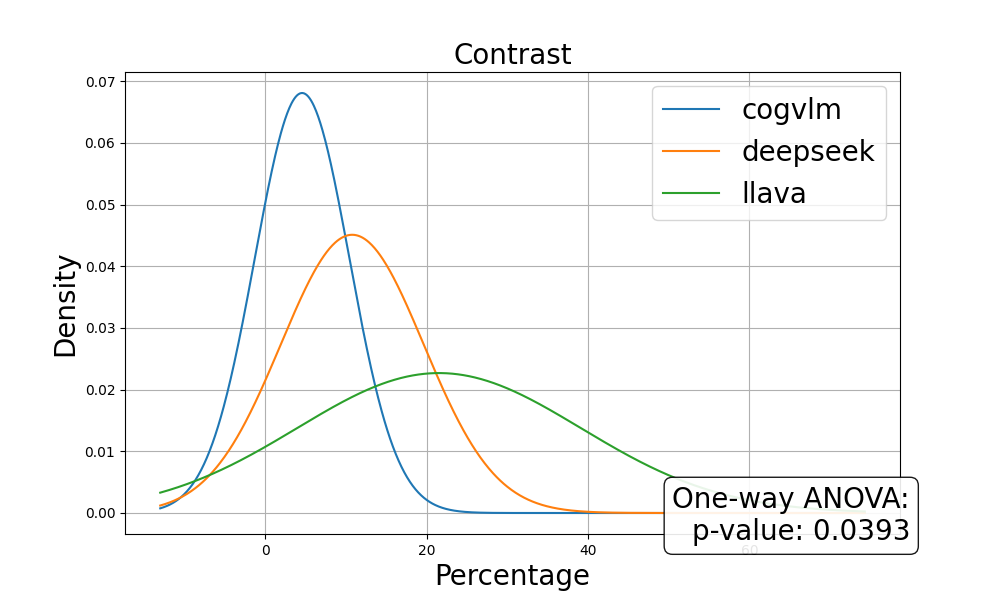 Contrast
0.07
0.06
0.05
0.04
0.03
0.02
0.01
0.00
Density
cogvlm
deepseek
llava
One-way ANOVA:
p-value: 0.0393
0 20 40 60
Percentage